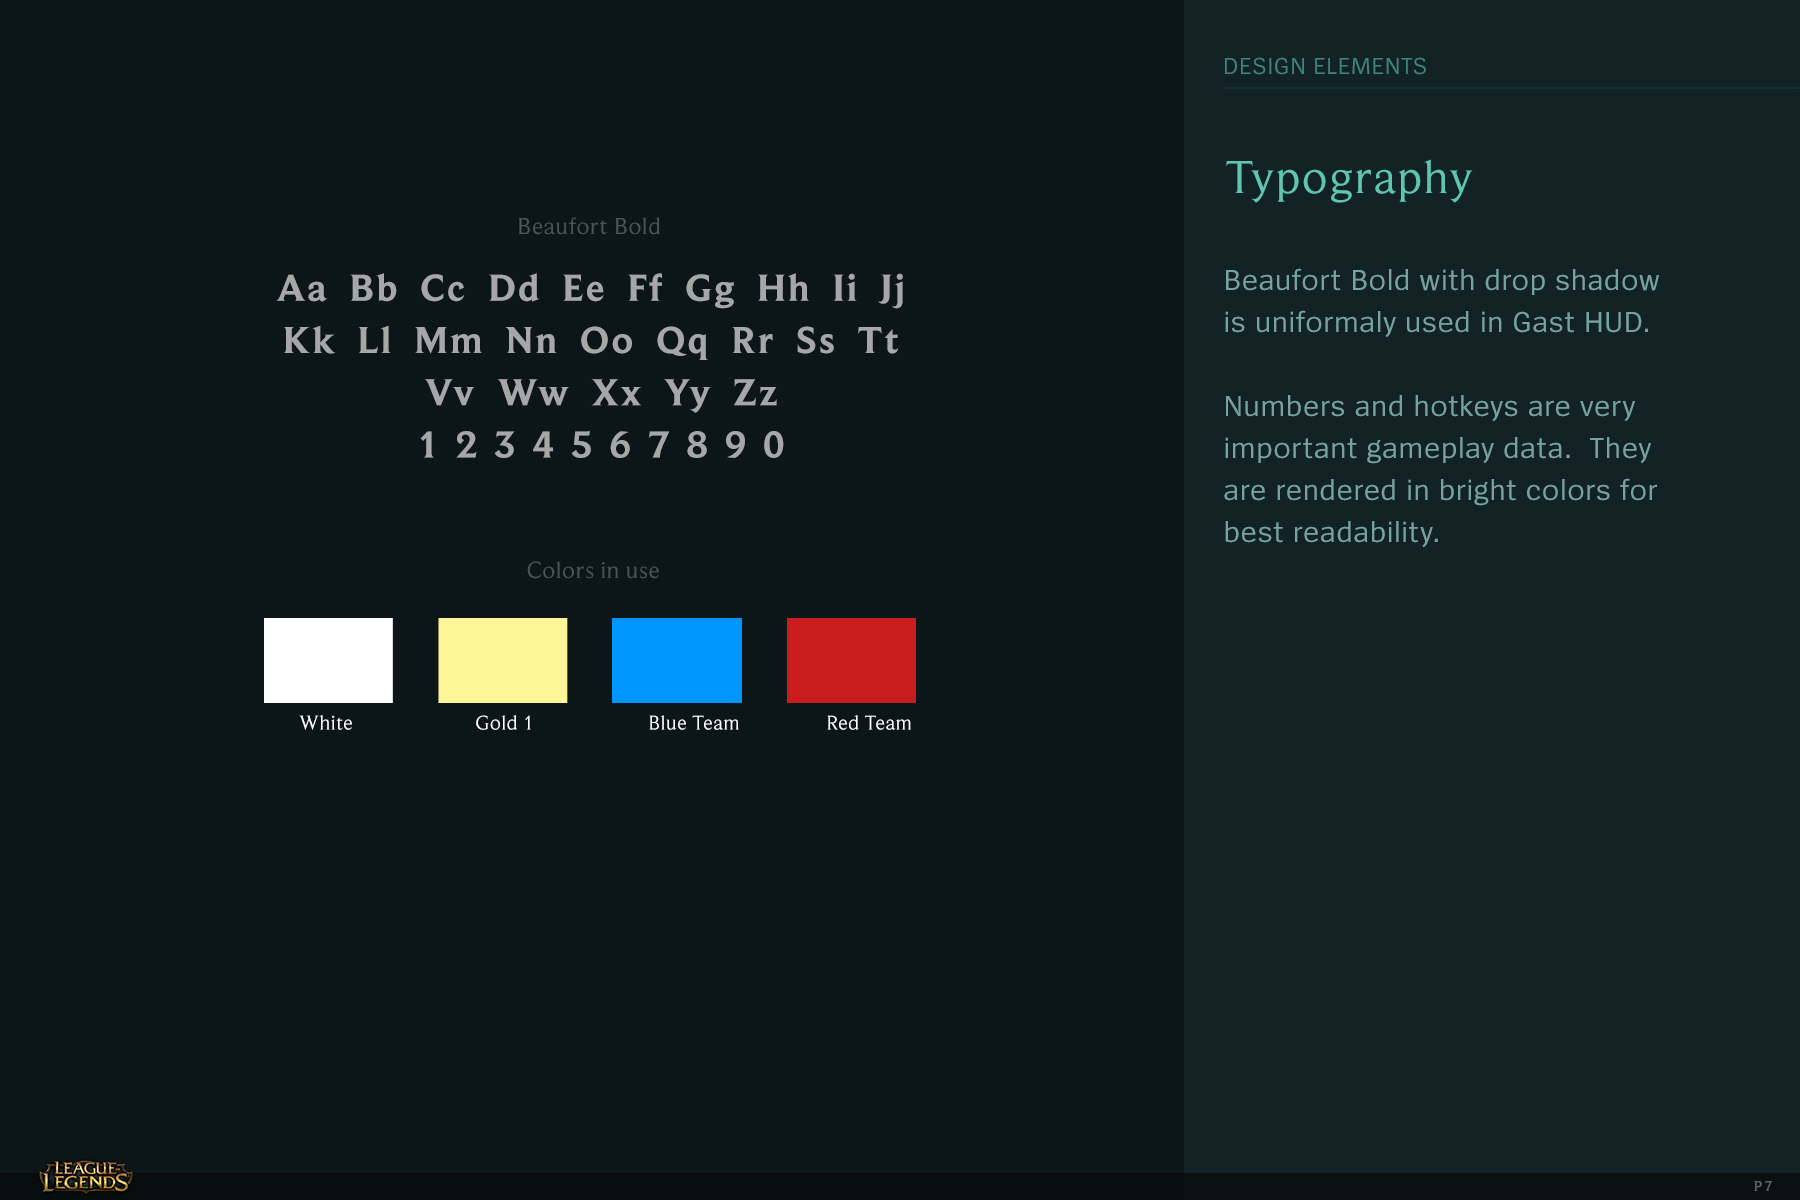 Beaufort Bold
Aa Bb Cc Dd Ee Ff Gg Hh Ii Jj
Kk Ll Mm Nn Oo Qq Rr Ss Tt
Vv Ww Xx Yy Zz
1 2 3 4 5 6 7 8 9 0
Colors in use
White Gold 1 Blue Team Red Team
DESIGN ELEMENTS
Typography
Beaufort Bold with drop shadow
is uniformaly used in Gast HUD.
Numbers and hotkeys are very
important gameplay data.  They
are rendered in bright colors for
best readability.
LEAGUE OF
LEGENDS
P7